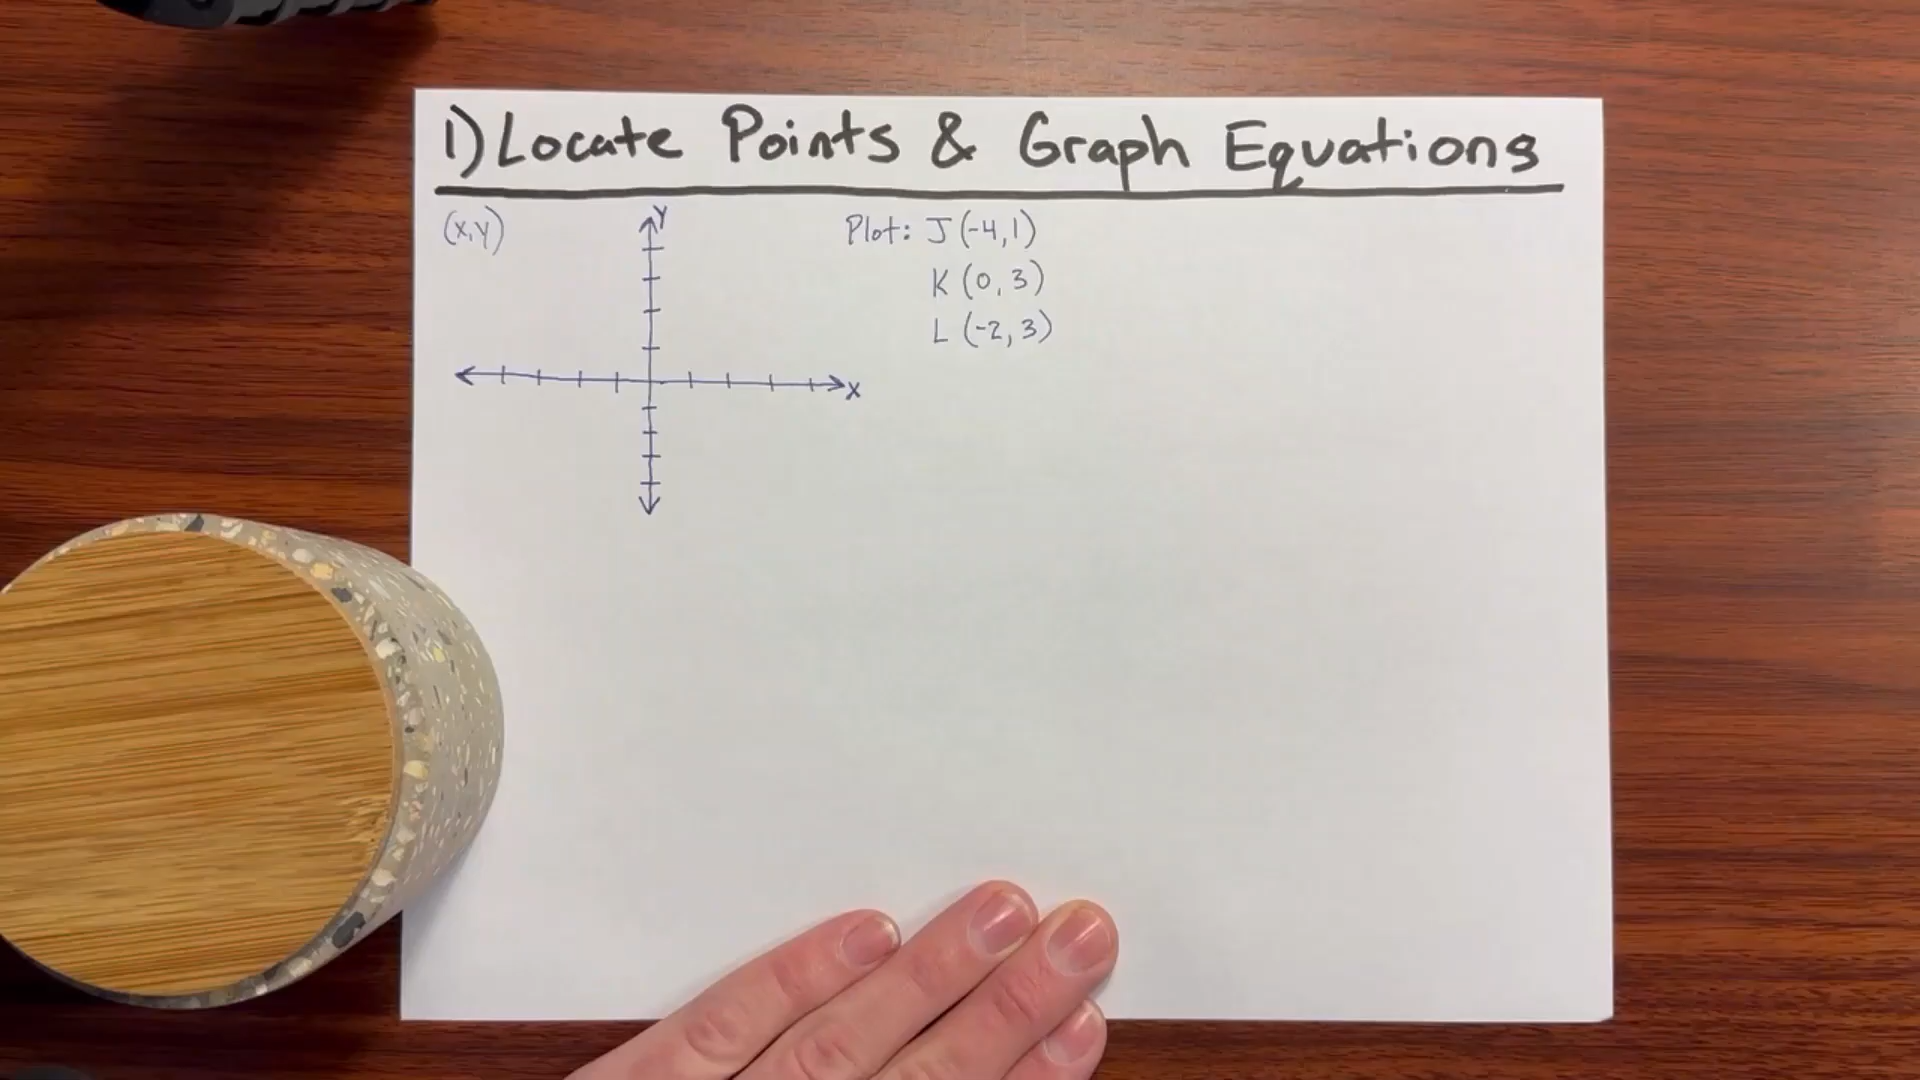 1) Locate Points & Graph Equations
(x,y)
Y
Plot: J (-4,1)
K (0,3)
L (-2,3)
X